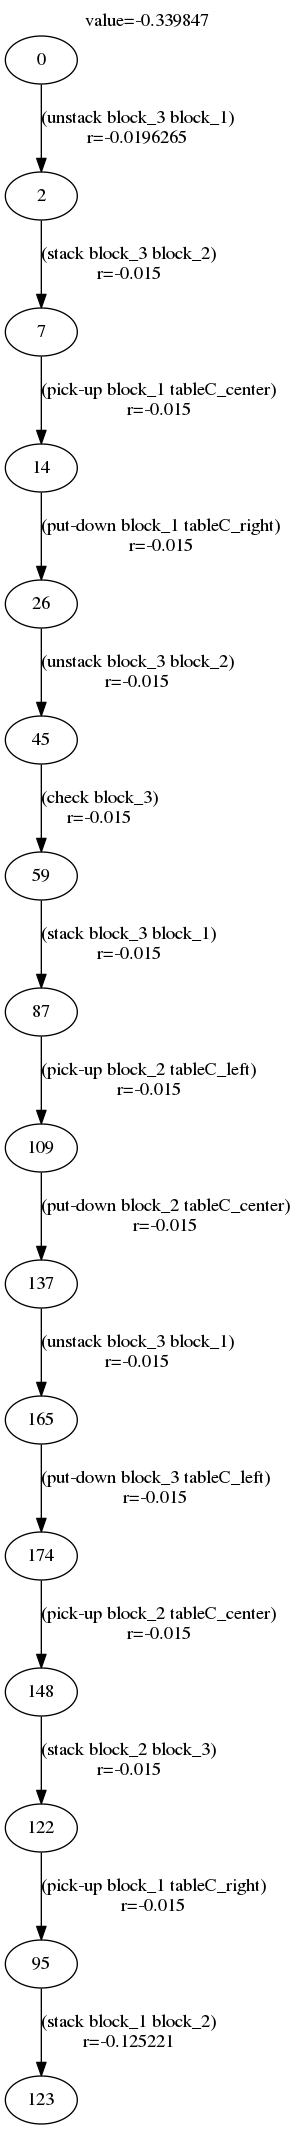 value=-0.339847
0
(unstack block_3 block_1)
r=-0.0196265
2
(stack block_3 block_2)
r=-0.015
7
(pick-up block_1 tableC_center)
r=-0.015
14
(put-down block_1 tableC_right)
r=-0.015
26
(unstack block_3 block_2)
r=-0.015
45
(check block_3)
r=-0.015
59
(stack block_3 block_1)
r=-0.015
87
(pick-up block_2 tableC_left)
r=-0.015
109
(put-down block_2 tableC_center)
r=-0.015
137
(unstack block_3 block_1)
r=-0.015
165
(put-down block_3 tableC_left)
r=-0.015
174
(pick-up block_2 tableC_center)
r=-0.015
148
(stack block_2 block_3)
r=-0.015
122
(pick-up block_1 tableC_right)
r=-0.015
95
(stack block_1 block_2)
r=-0.125221
123